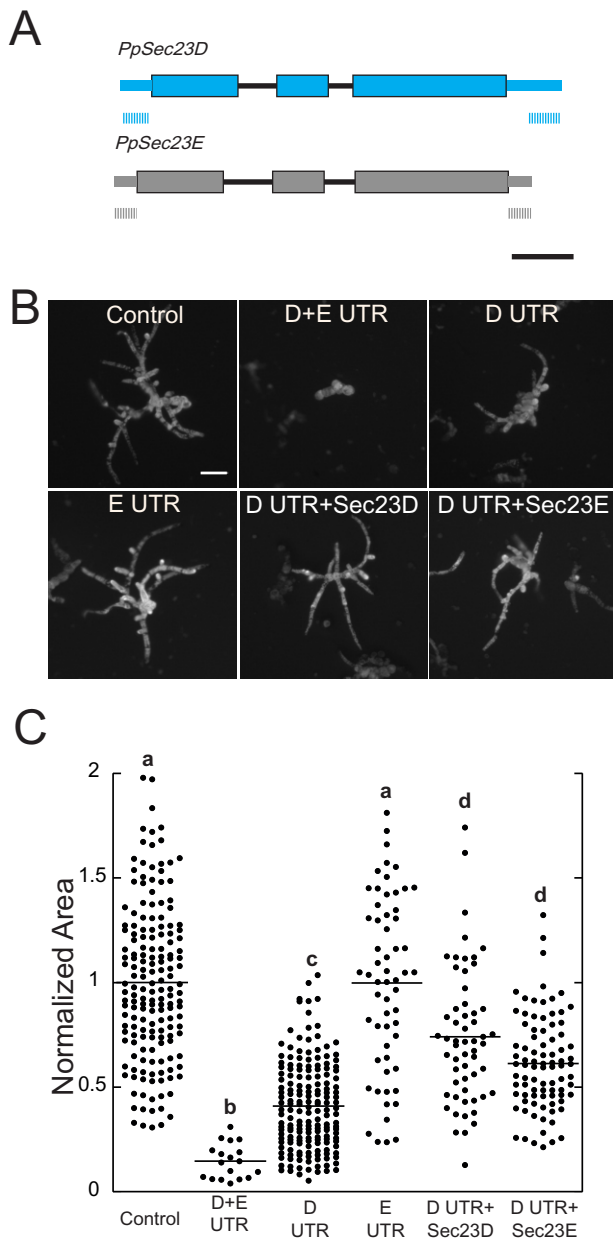 A
PpSec23D
PpSec23E
B
Control
D+E UTR
D UTR
E UTR
D UTR+Sec23D
D UTR+Sec23E
C
Normalized Area
2
1.5
1
0.5
0
a
b
c
a
d
d
Control
D+E
UTR
D
UTR
E
UTR
D UTR+
Sec23D
D UTR+
Sec23E